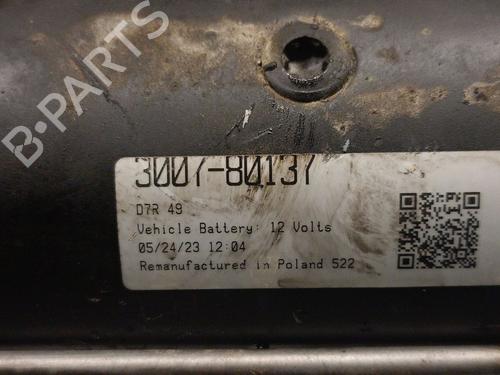 B-PARTS
3007-80137
D7R 49
Vehicle Battery: 12 Volts
05/24/23 12:04
Remanufactured in Poland 522